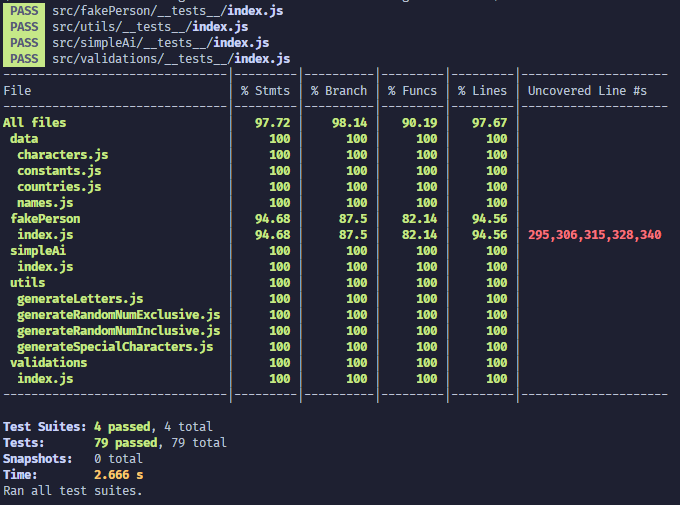 PASS src/fakePerson/__tests__/index.js
PASS src/utils/__tests__/index.js
PASS src/simpleAi/__tests__/index.js
PASS src/validations/__tests__/index.js
File | % Stmts | % Branch | % Funcs | % Lines | Uncovered Line #s
All files | 97.72 | 98.14 | 90.19 | 97.67 |
data | 100 | 100 | 100 | 100 |
characters.js | 100 | 100 | 100 | 100 |
constants.js | 100 | 100 | 100 | 100 |
countries.js | 100 | 100 | 100 | 100 |
names.js | 100 | 100 | 100 | 100 |
fakePerson | 94.68 | 87.5 | 82.14 | 94.56 |
index.js | 94.68 | 87.5 | 82.14 | 94.56 | 295,306,315,328,340
simpleAi | 100 | 100 | 100 | 100 |
index.js | 100 | 100 | 100 | 100 |
utils | 100 | 100 | 100 | 100 |
generateLetters.js | 100 | 100 | 100 | 100 |
generateRandomNumExclusive.js | 100 | 100 | 100 | 100 |
generateRandomNumInclusive.js | 100 | 100 | 100 | 100 |
generateSpecialCharacters.js | 100 | 100 | 100 | 100 |
validations | 100 | 100 | 100 | 100 |
index.js | 100 | 100 | 100 | 100 |
Test Suites: 4 passed, 4 total
Tests: 79 passed, 79 total
Snapshots: 0 total
Time: 2.666 s
Ran all test suites.